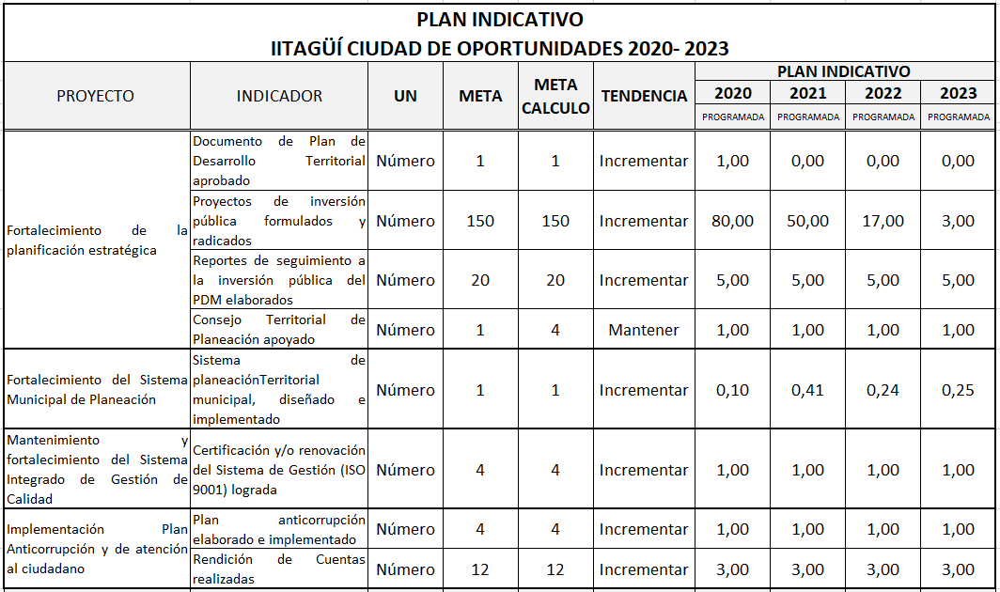 PLAN INDICATIVO
IITAGÜÍ CIUDAD DE OPORTUNIDADES 2020- 2023
PROYECTO INDICADOR UN META META CALCULO TENDENCIA PLAN INDICATIVO
2020 2021 2022 2023
PROGRAMADA PROGRAMADA PROGRAMADA PROGRAMADA
Fortalecimiento de la
planificación estratégica
Documento de Plan de
Desarrollo Territorial
aprobado
Número 1 1 Incrementar 1,00 0,00 0,00 0,00
Proyectos de inversión
pública formulados y
radicados
Número 150 150 Incrementar 80,00 50,00 17,00 3,00
Reportes de seguimiento a
la inversión pública del
PDM elaborados
Número 20 20 Incrementar 5,00 5,00 5,00 5,00
Consejo Territorial de
Planeación apoyado
Número 1 4 Mantener 1,00 1,00 1,00 1,00
Fortalecimiento del Sistema
Municipal de Planeación
Sistema de
planeaciónTerritorial
municipal, diseñado e
implementado
Número 1 1 Incrementar 0,10 0,41 0,24 0,25
Mantenimiento y
fortalecimiento del Sistema
Integrado de Gestión de
Calidad
Certificación y/o renovación
del Sistema de Gestión (ISO
9001) lograda
Número 4 4 Incrementar 1,00 1,00 1,00 1,00
Implementación Plan
Anticorrupción y de atención
al ciudadano
Plan anticorrupción
elaborado e implementado
Número 4 4 Incrementar 1,00 1,00 1,00 1,00
Rendición de Cuentas
realizadas
Número 12 12 Incrementar 3,00 3,00 3,00 3,00